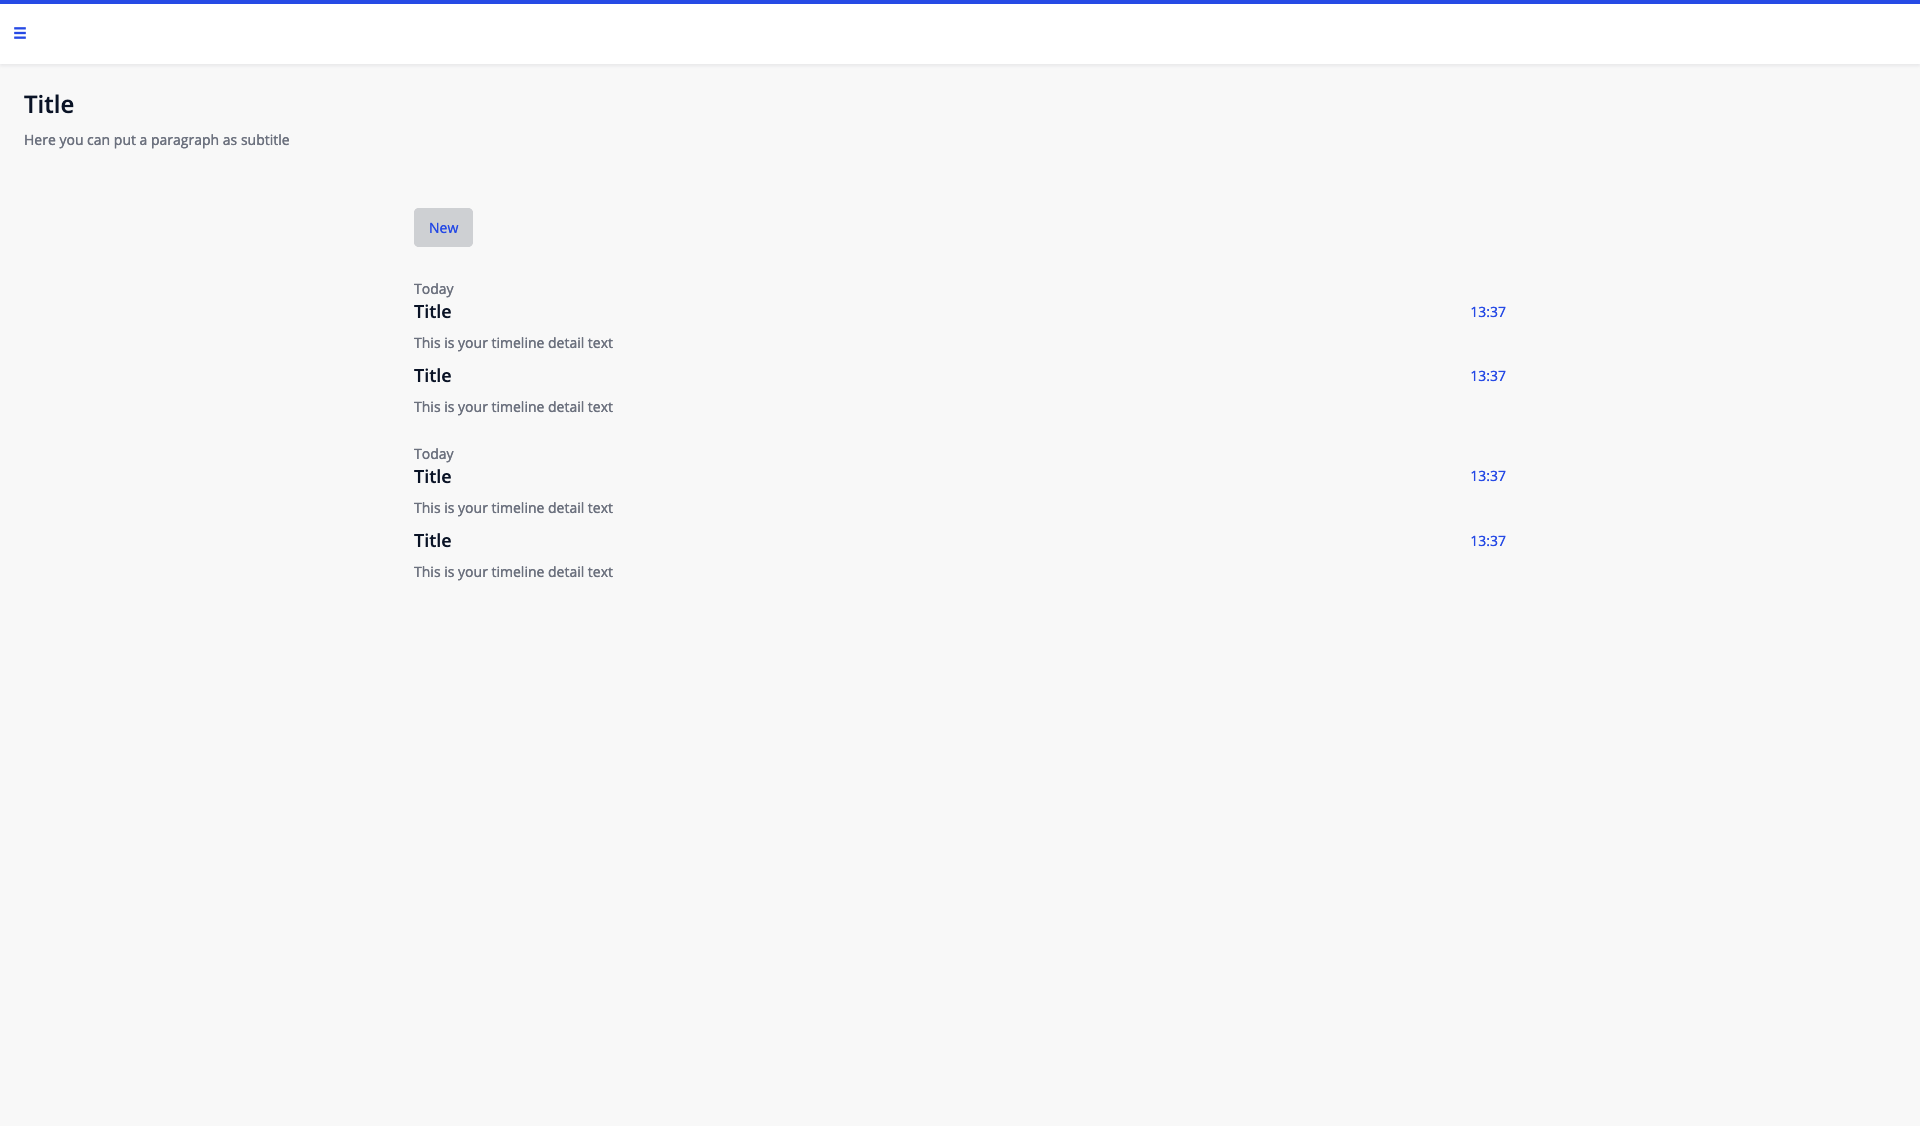 Title
Here you can put a paragraph as subtitle
New
Today
Title 13:37
This is your timeline detail text
Title 13:37
This is your timeline detail text
Today
Title 13:37
This is your timeline detail text
Title 13:37
This is your timeline detail text